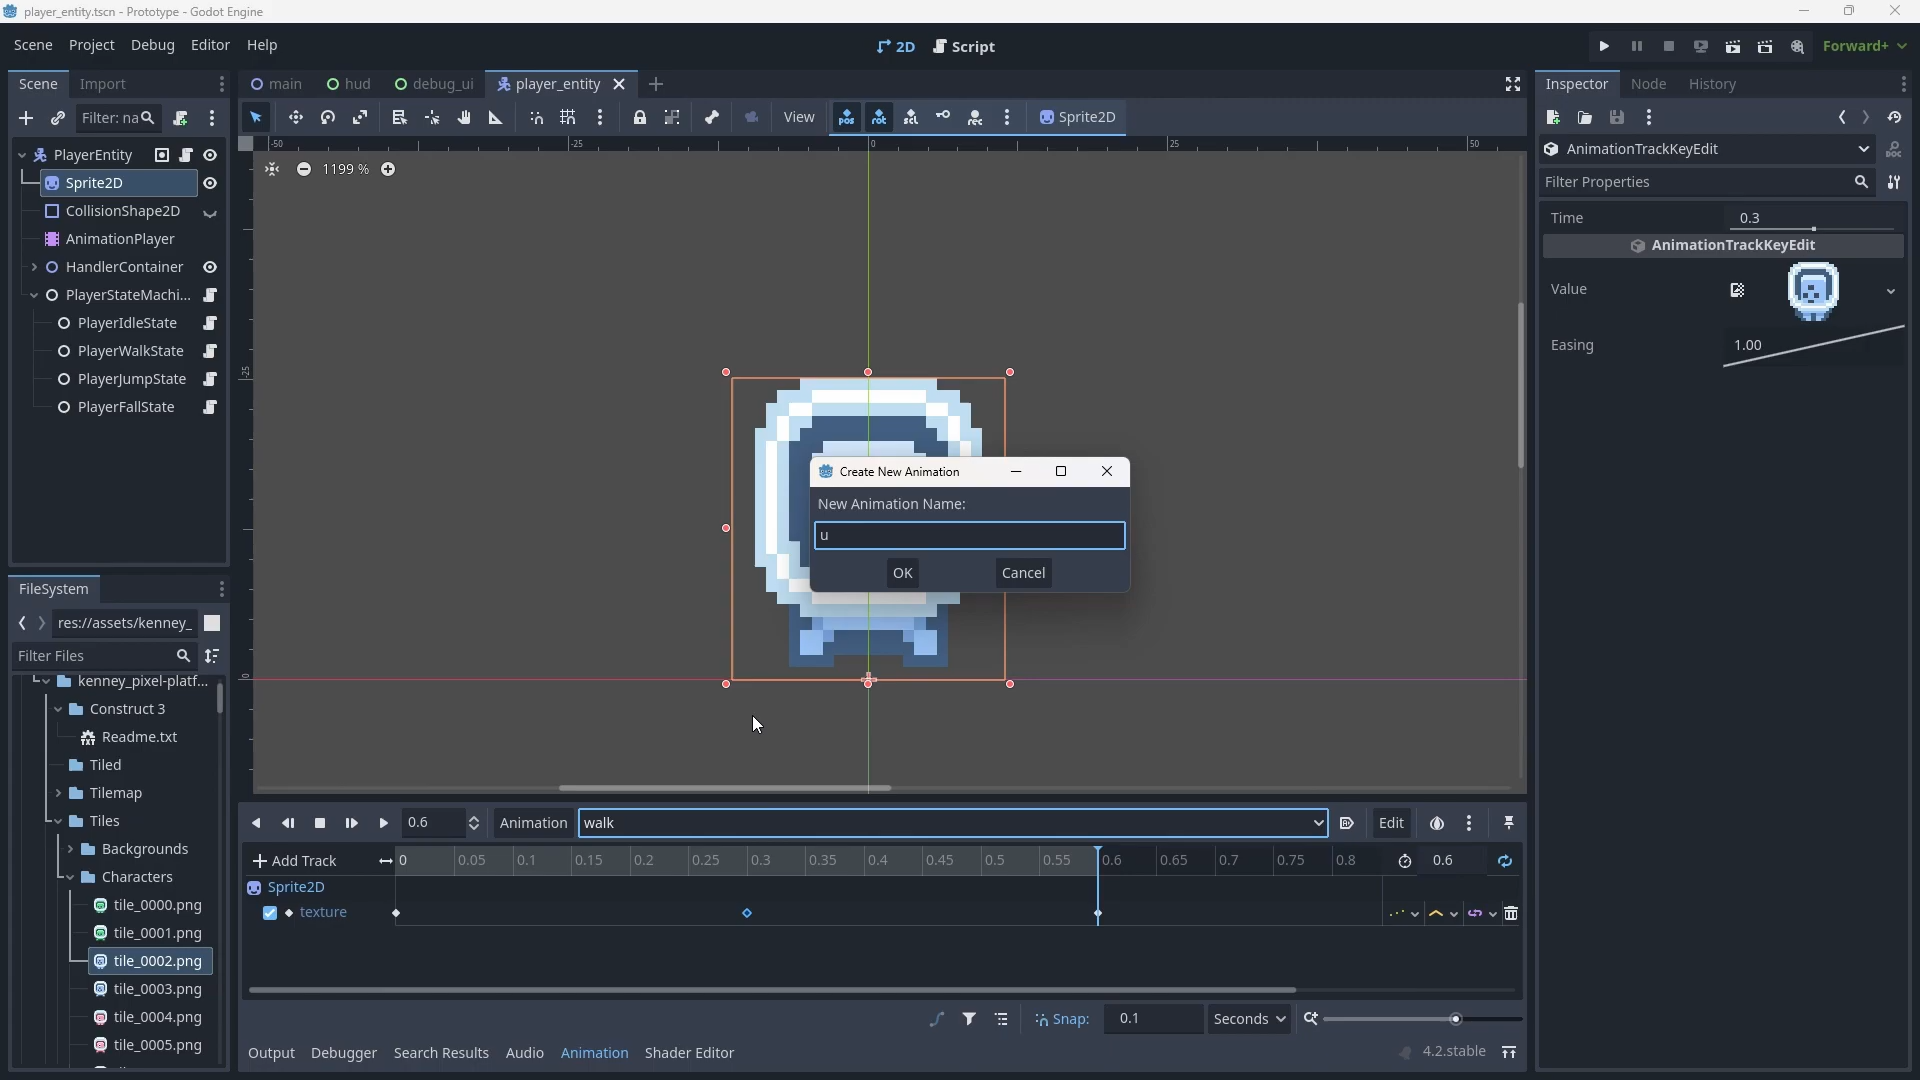 player_entity.tscn - Prototype - Godot Engine
Scene Project Debug Editor Help
2D Script
Forward+
Scene Import
main hud debug_ui player_entity
Inspector Node History
Filter: na
View
Sprite2D
AnimationTrackKeyEdit
Filter Properties
Time 0.3
AnimationTrackKeyEdit
Value
Easing 1.00
PlayerEntity
Sprite2D
CollisionShape2D
AnimationPlayer
HandlerContainer
PlayerStateMachi...
PlayerIdleState
PlayerWalkState
PlayerJumpState
PlayerFallState
-50 -25 0 25 50
1199 %
-25
0
Create New Animation
New Animation Name:
u
OK Cancel
FileSystem
res://assets/kenney_
Filter Files
kenney_pixel-platf...
Construct 3
Readme.txt
Tiled
Tilemap
Tiles
Backgrounds
Characters
tile_0000.png
tile_0001.png
tile_0002.png
tile_0003.png
tile_0004.png
tile_0005.png
0.6 Animation walk Edit
Add Track 0 0.05 0.1 0.15 0.2 0.25 0.3 0.35 0.4 0.45 0.5 0.55 0.6 0.65 0.7 0.75 0.8 0.6
Sprite2D
texture
Snap: 0.1 Seconds
Output Debugger Search Results Audio Animation Shader Editor
4.2.stable